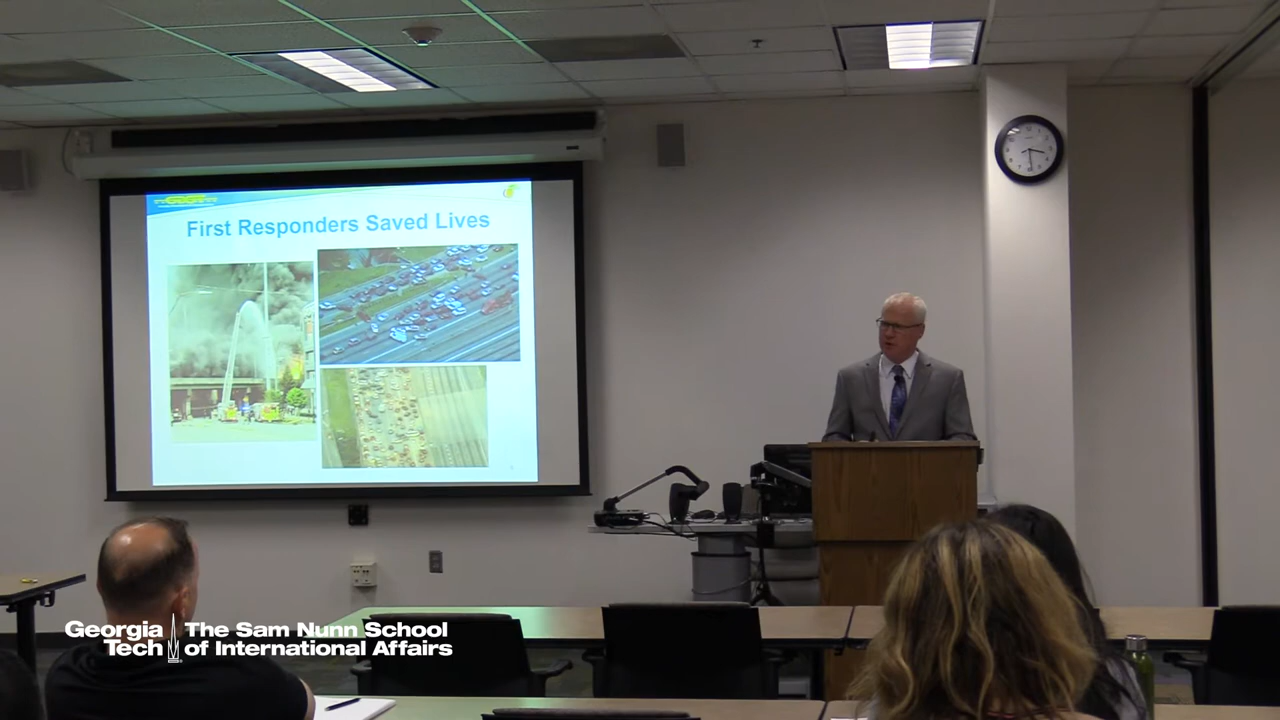 First Responders Saved Lives
Georgia Tech
The Sam Nunn School
of International Affairs